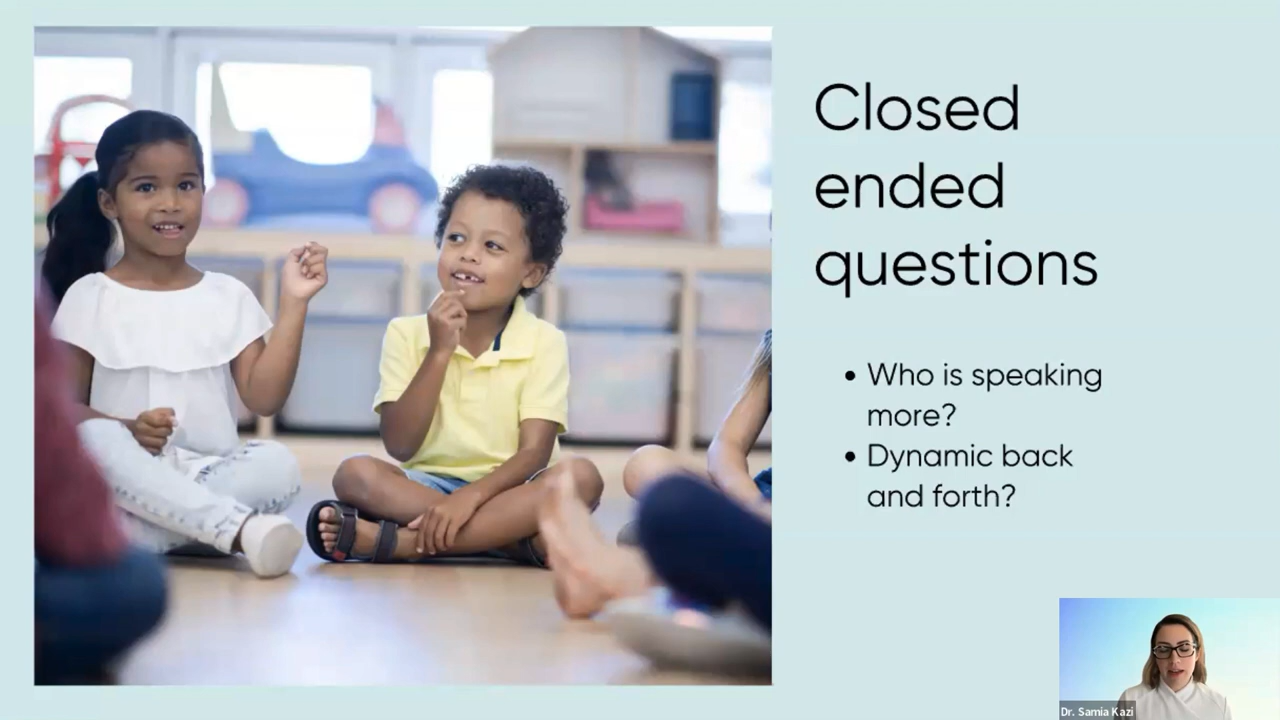 Closed
ended
questions
• Who is speaking
more?
• Dynamic back
and forth?
Dr. Samia Kazi